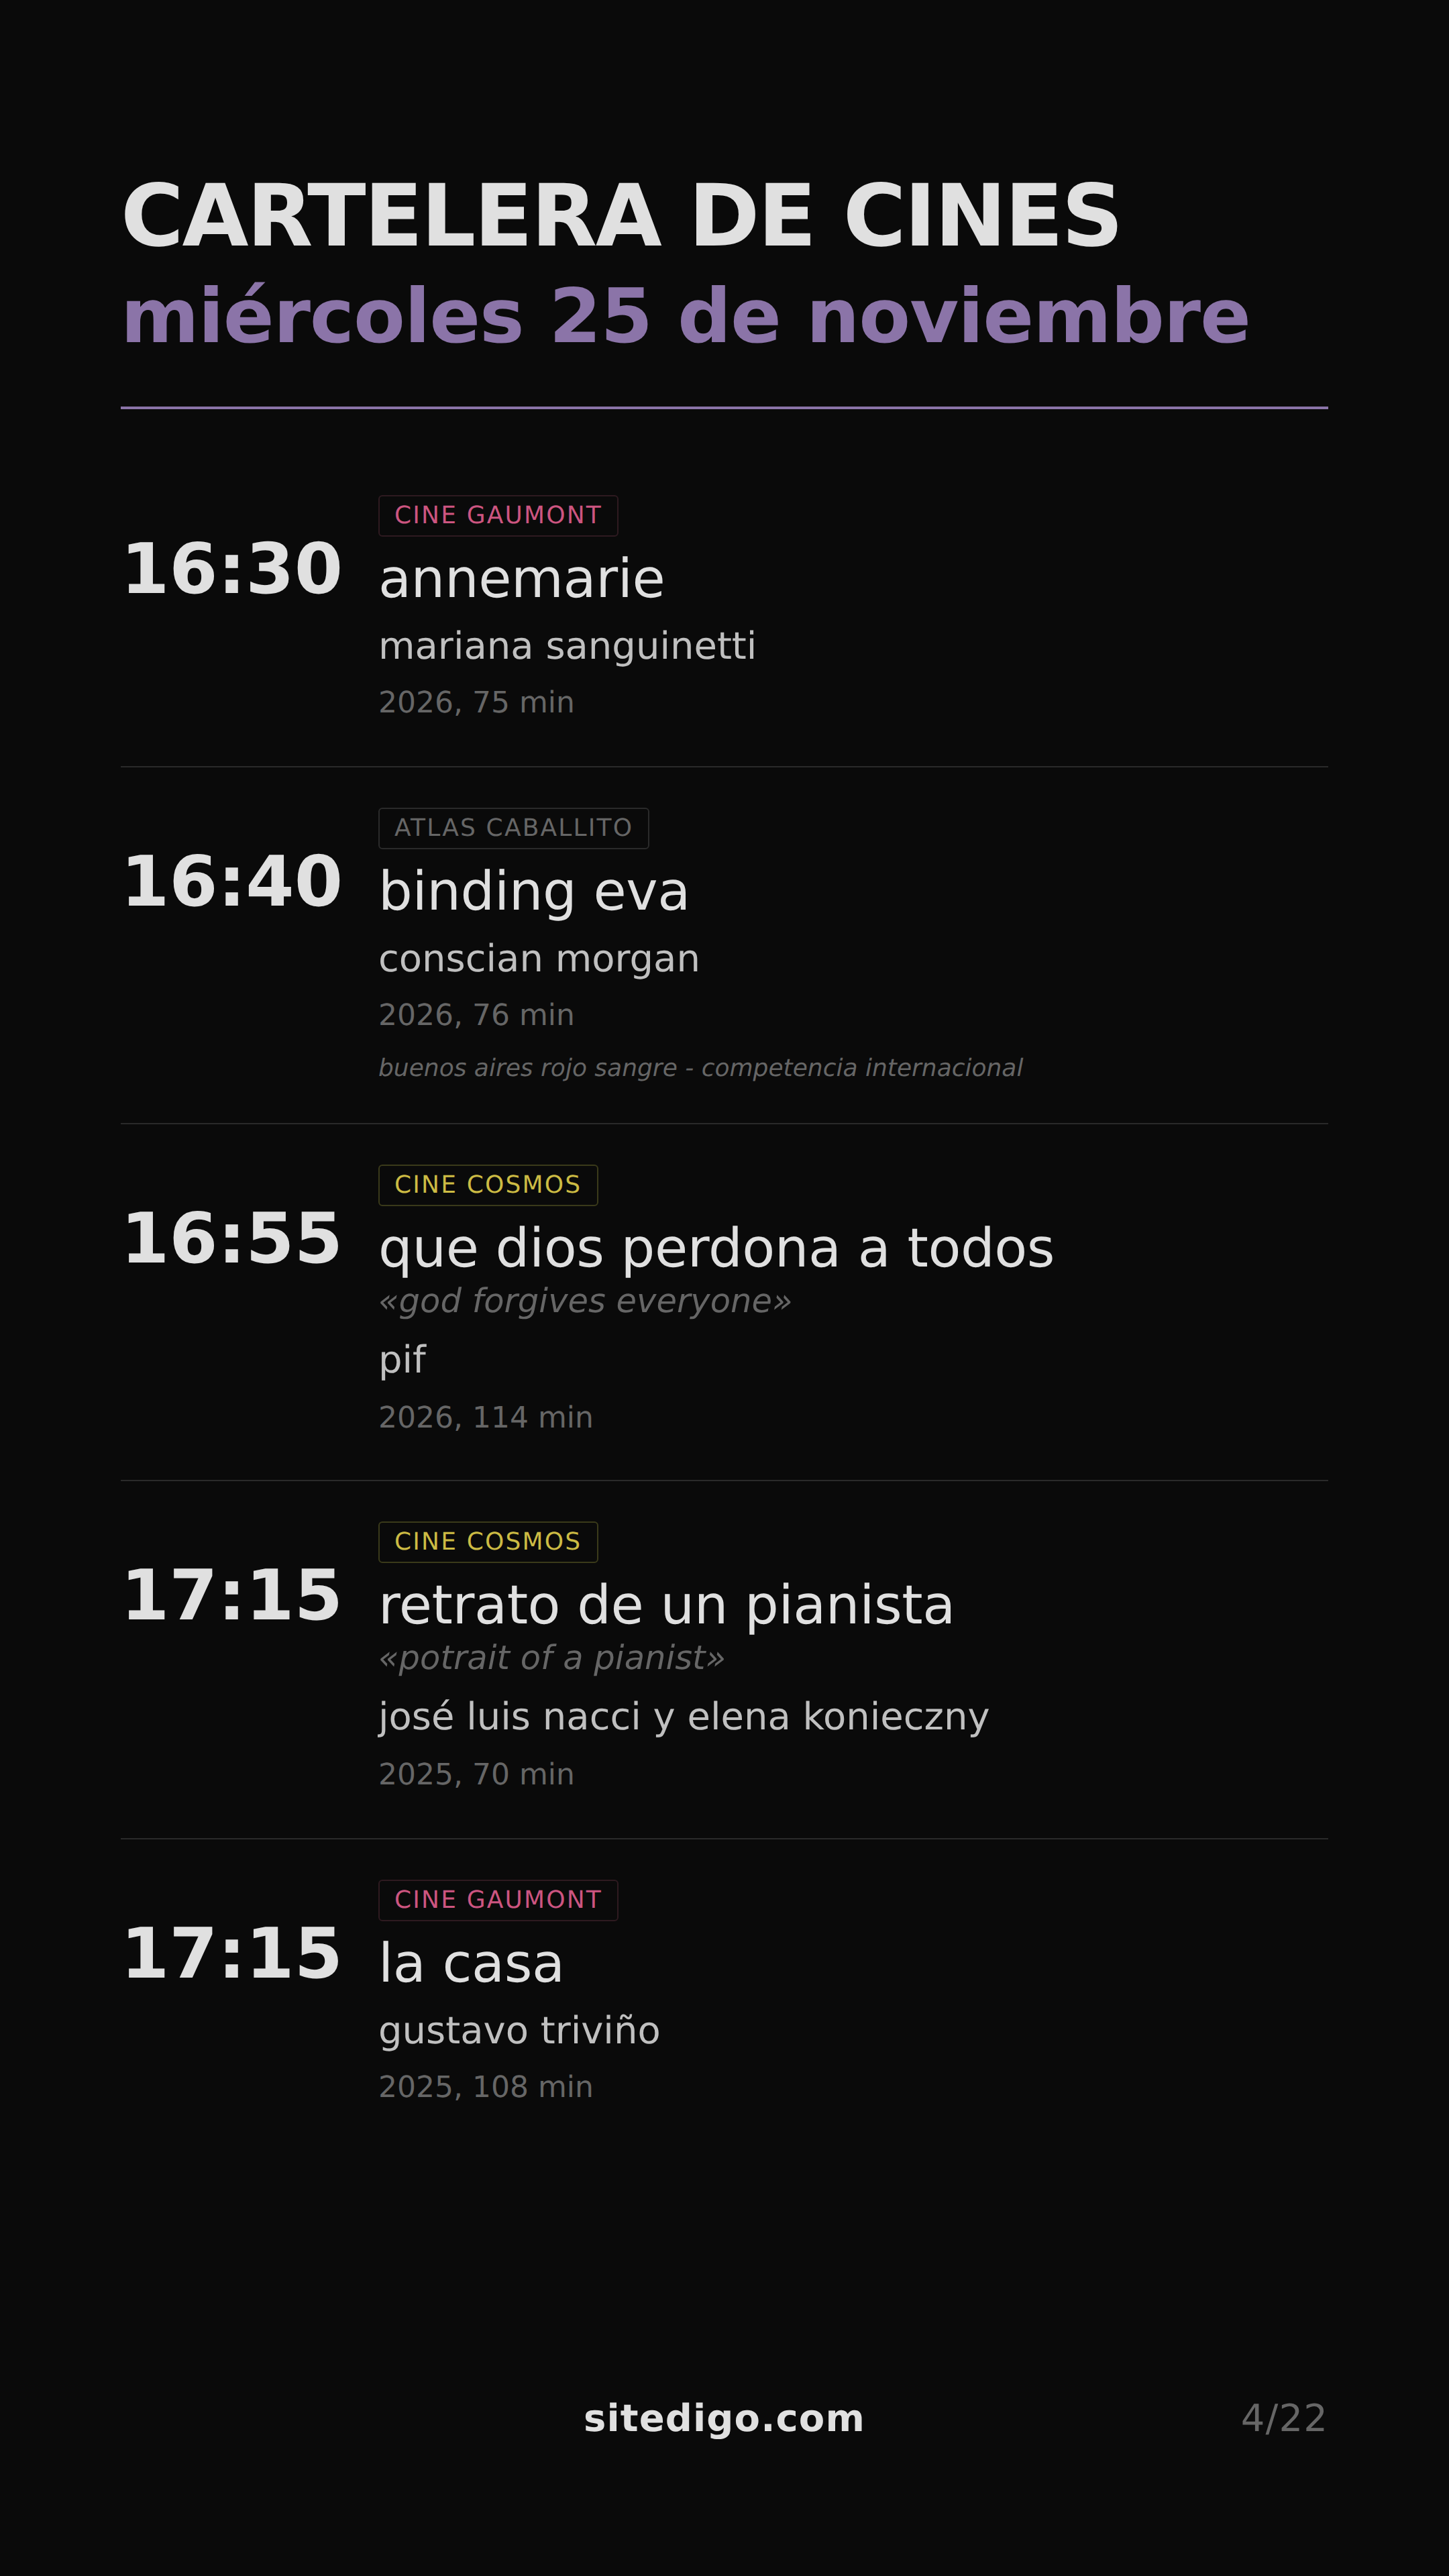 CARTELERA DE CINES
miércoles 25 de noviembre
CINE GAUMONT
16:30
annemarie
mariana sanguinetti
2026, 75 min
ATLAS CABALLITO
16:40
binding eva
conscian morgan
2026, 76 min
buenos aires rojo sangre - competencia internacional
CINE COSMOS
16:55
que dios perdona a todos
«god forgives everyone»
pif
2026, 114 min
CINE COSMOS
17:15
retrato de un pianista
«potrait of a pianist»
josé luis nacci y elena konieczny
2025, 70 min
CINE GAUMONT
17:15
la casa
gustavo triviño
2025, 108 min
sitedigo.com
4/22